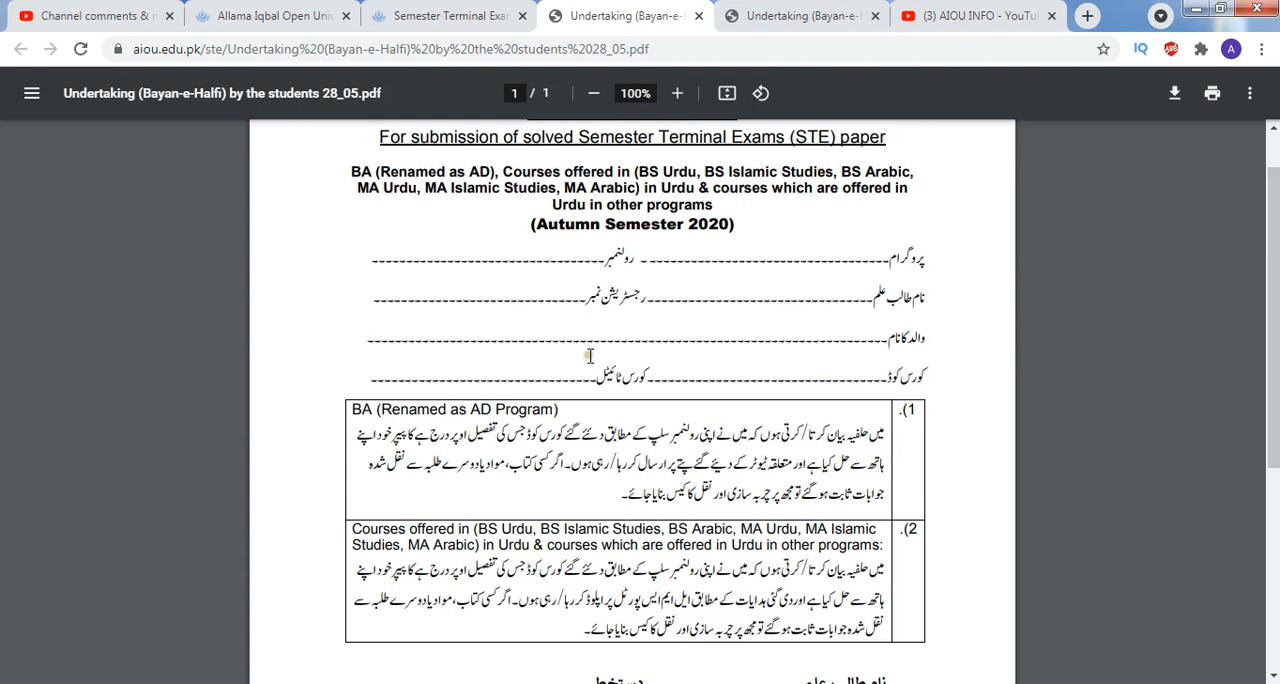 Channel comments & m
Allama Iqbal Open Univ
Semester Terminal Exa
Undertaking (Bayan-e-
Undertaking (Bayan-e-H
(3) AIOU INFO - YouTu
aiou.edu.pk/ste/Undertaking%20(Bayan-e-Halfi)%20by%20the%20students%2028_05.pdf
IQ
A
Undertaking (Bayan-e-Halfi) by the students 28_05.pdf
1 / 1
100%
For submission of solved Semester Terminal Exams (STE) paper
BA (Renamed as AD), Courses offered in (BS Urdu, BS Islamic Studies, BS Arabic,
MA Urdu, MA Islamic Studies, MA Arabic) in Urdu & courses which are offered in
Urdu in other programs
(Autumn Semester 2020)
پروگرام---------------------------------- - رولنمبر----------------------------------
نام طالب علم---------------------------------- رجسٹریشن نمبر-------------------------------
والد کا نام---------------------------------------------------------------------------
کورس کوڈ----------------------------------کورس ٹائیٹل---------------------------------
1).
BA (Renamed as AD Program)
میں حلفیہ بیان کرتا/کرتی ہوں کہ میں نے اپنی رولنمبر سلپ کے مطابق دئے گئے کورس کوڈ جس کی تفصیل اوپر درج ہے کا پیپر خود اپنے
ہاتھ سے حل کیا ہے اور متعلقہ ٹیوٹر کے دیئے گئے پتے پر ارسال کر رہا/رہی ہوں۔ اگر کسی کتاب، مواد یا دوسرے طلبہ سے نقل شدہ
جوابات ثابت ہو گئے تو مجھ پر چربہ سازی اور نقل کا کیس بنایا جائے۔
2).
Courses offered in (BS Urdu, BS Islamic Studies, BS Arabic, MA Urdu, MA Islamic
Studies, MA Arabic) in Urdu & courses which are offered in Urdu in other programs:
میں حلفیہ بیان کرتا/کرتی ہوں کہ میں نے اپنی رولنمبر سلپ کے مطابق دئے گئے کورس کوڈ جس کی تفصیل اوپر درج ہے کا پیپر خود اپنے
ہاتھ سے حل کیا ہے اور دی گئی ہدایات کے مطابق ایل ایم ایس پورٹل پر اپلوڈ کر رہا/رہی ہوں۔ اگر کسی کتاب، مواد یا دوسرے طلبہ سے
نقل شدہ جوابات ثابت ہو گئے تو مجھ پر چربہ سازی اور نقل کا کیس بنایا جائے۔
نام طالب علم دستخط